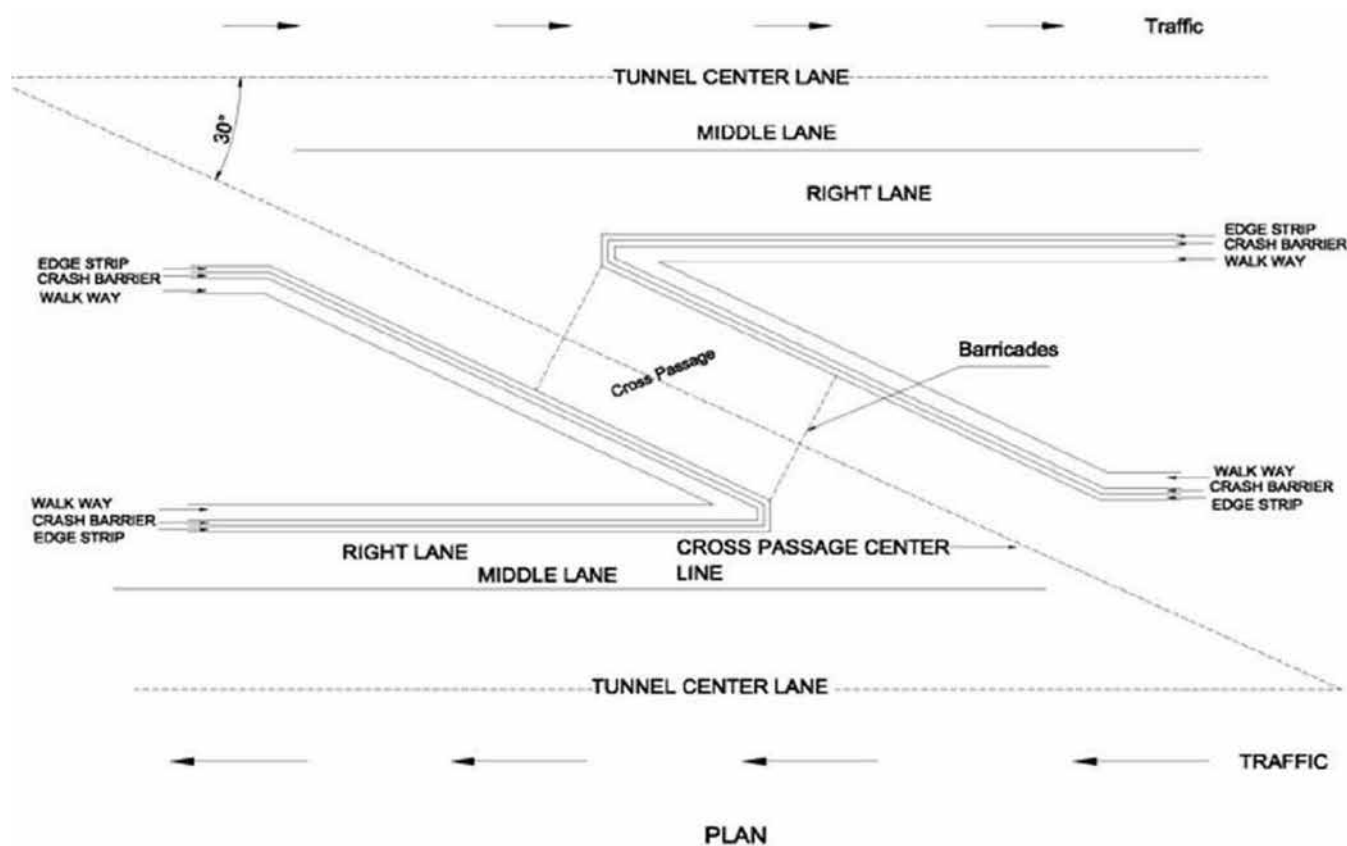 Traffic
TUNNEL CENTER LANE
30°
MIDDLE LANE
RIGHT LANE
EDGE STRIP
CRASH BARRIER
WALK WAY
EDGE STRIP
CRASH BARRIER
WALK WAY
Barricades
Cross Passage
WALK WAY
CRASH BARRIER
EDGE STRIP
WALK WAY
CRASH BARRIER
EDGE STRIP
RIGHT LANE
CROSS PASSAGE CENTER
LINE
MIDDLE LANE
TUNNEL CENTER LANE
TRAFFIC
PLAN